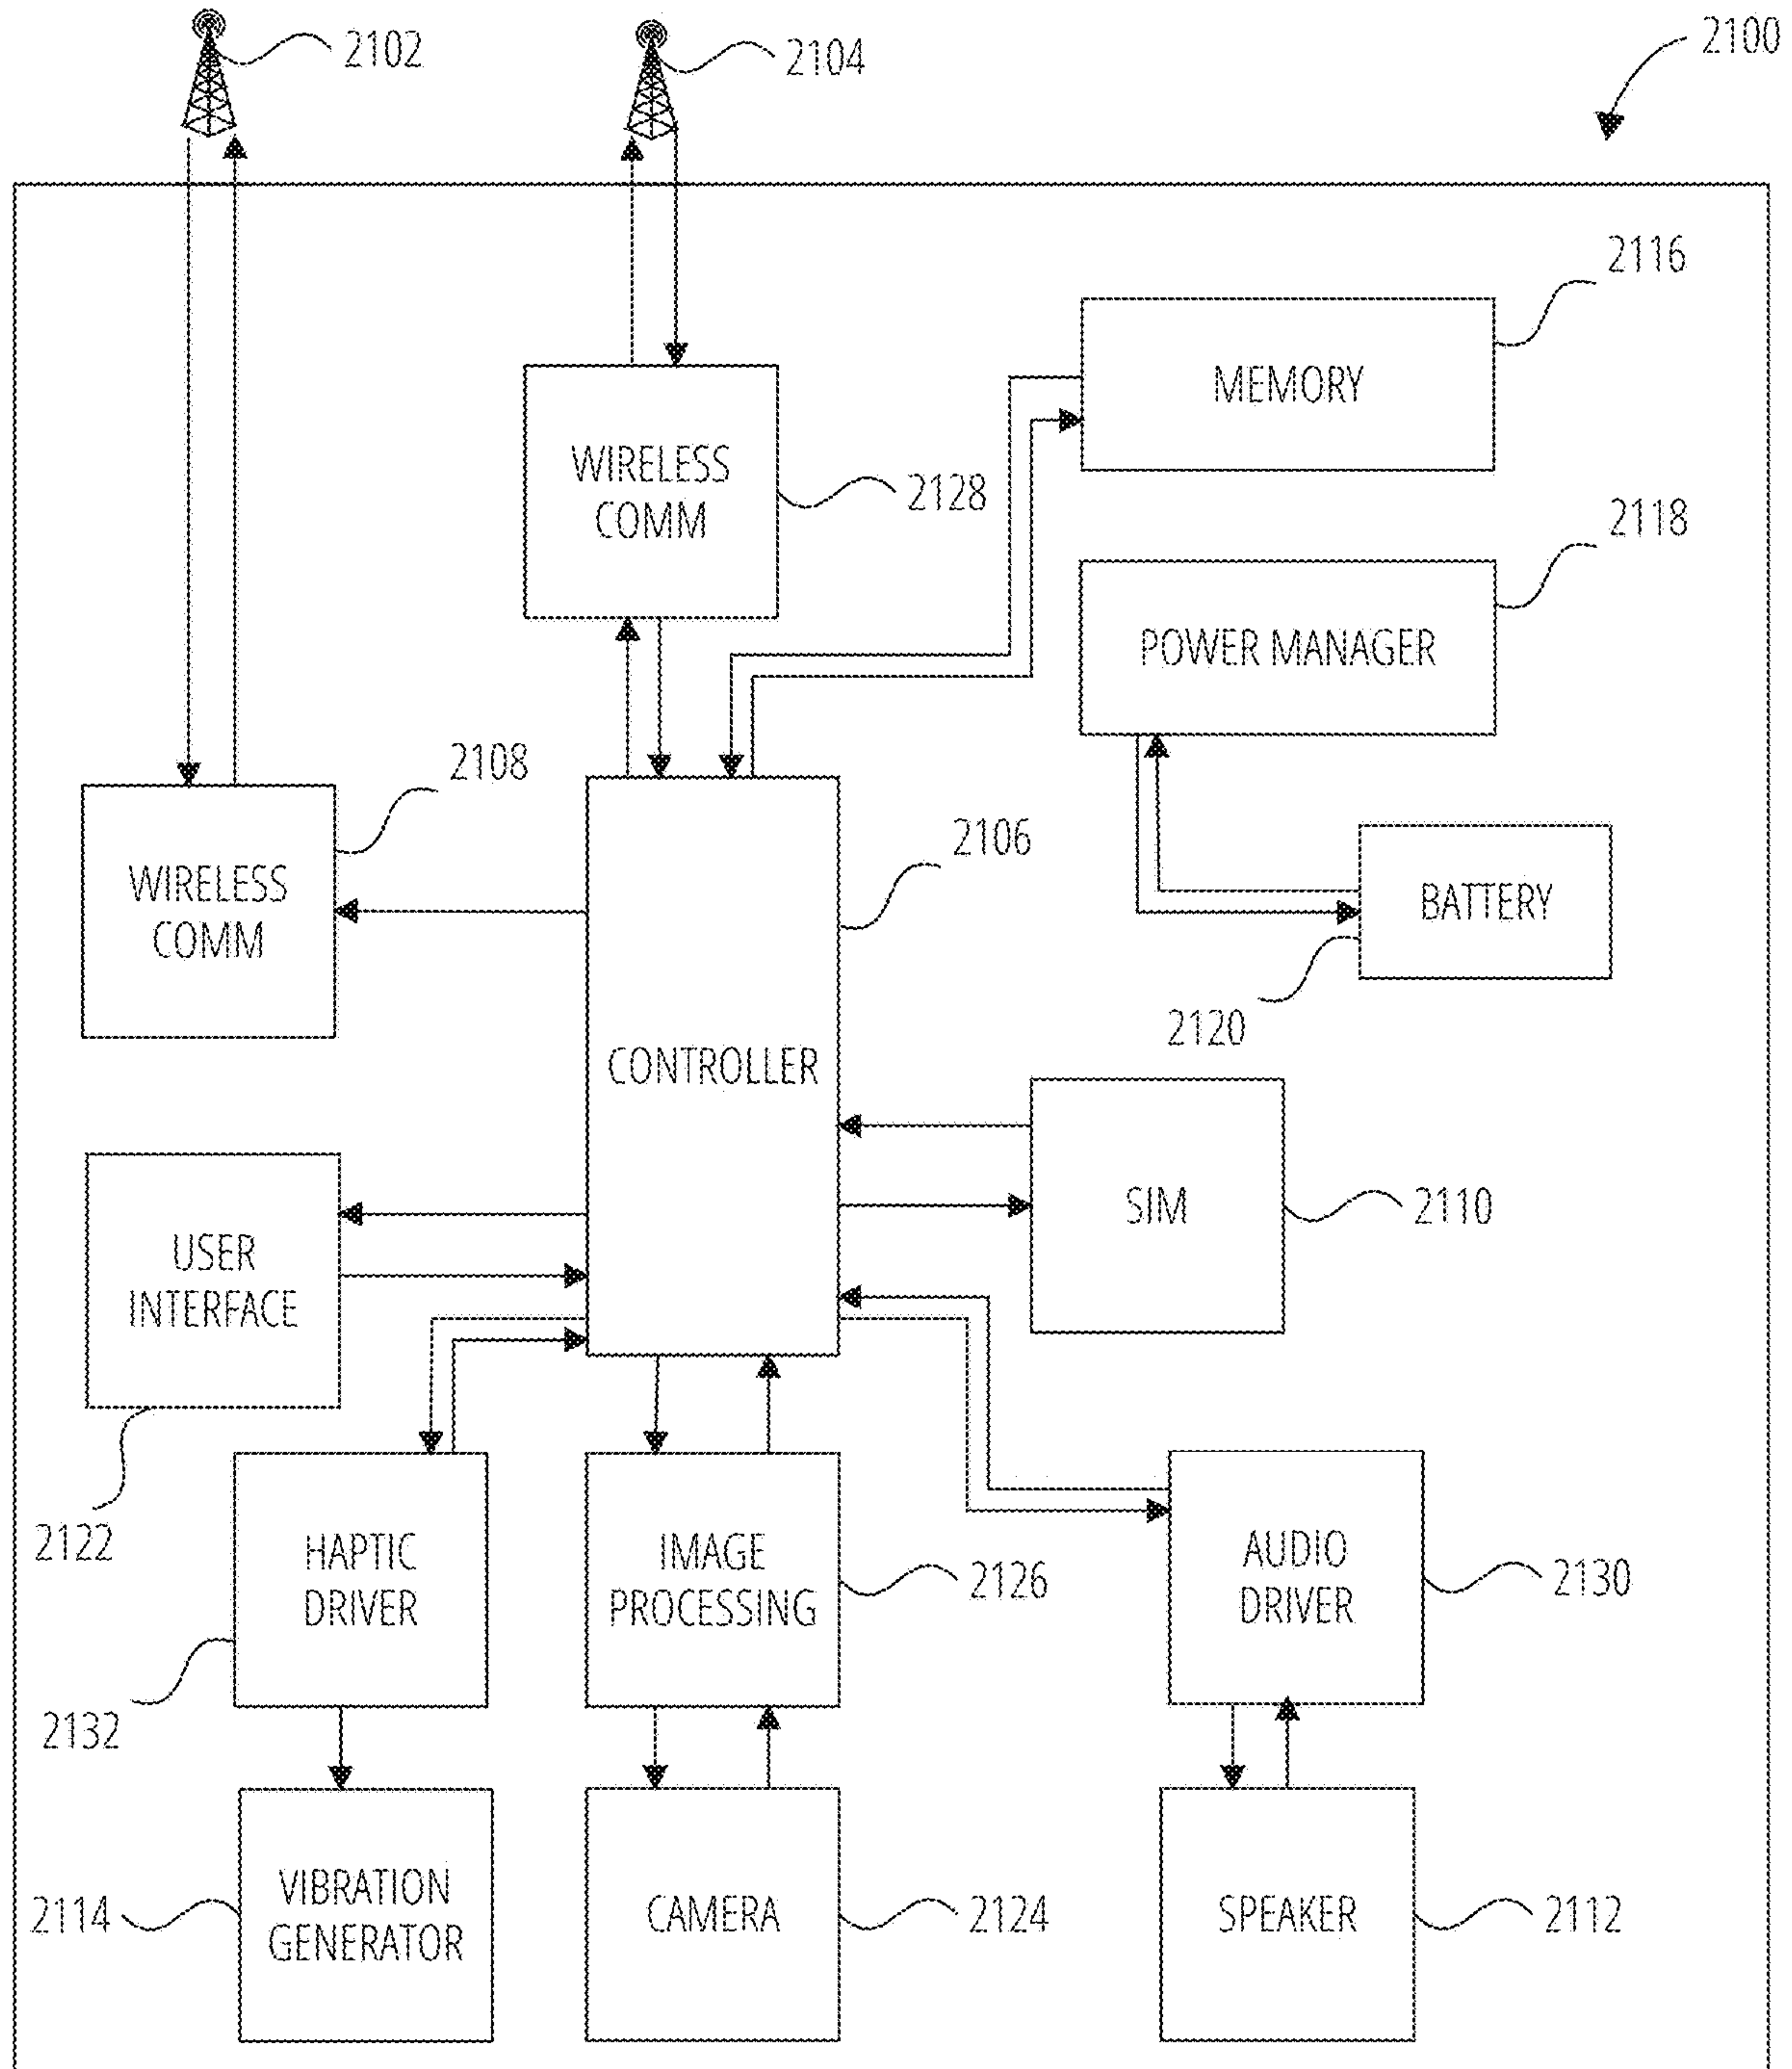 2102
2104
2100
2116
MEMORY
WIRELESS
COMM
2128
2118
POWER MANAGER
2108
2106
WIRELESS
COMM
BATTERY
2120
CONTROLLER
SIM
2110
USER
INTERFACE
2122
HAPTIC
DRIVER
IMAGE
PROCESSING
2126
AUDIO
DRIVER
2130
2132
VIBRATION
GENERATOR
2114
CAMERA
2124
SPEAKER
2112